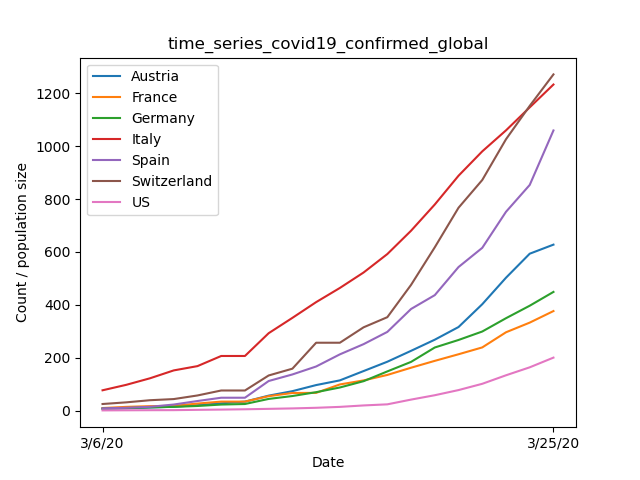 time_series_covid19_confirmed_global
Count / population size
1200
1000
800
600
400
200
0
Austria
France
Germany
Italy
Spain
Switzerland
US
3/6/20
3/25/20
Date